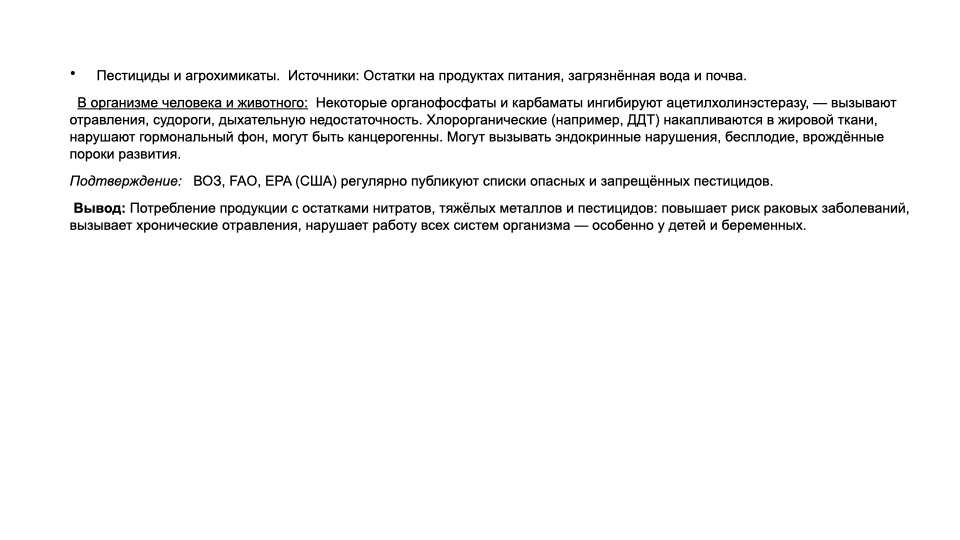 • Пестициды и агрохимикаты. Источники: Остатки на продуктах питания, загрязнённая вода и почва.
В организме человека и животного: Некоторые органофосфаты и карбаматы ингибируют ацетилхолинэстеразу, — вызывают
отравления, судороги, дыхательную недостаточность. Хлорорганические (например, ДДТ) накапливаются в жировой ткани,
нарушают гормональный фон, могут быть канцерогенны. Могут вызывать эндокринные нарушения, бесплодие, врождённые
пороки развития.
Подтверждение: ВОЗ, FAO, EPA (США) регулярно публикуют списки опасных и запрещённых пестицидов.
Вывод: Потребление продукции с остатками нитратов, тяжёлых металлов и пестицидов: повышает риск раковых заболеваний,
вызывает хронические отравления, нарушает работу всех систем организма — особенно у детей и беременных.